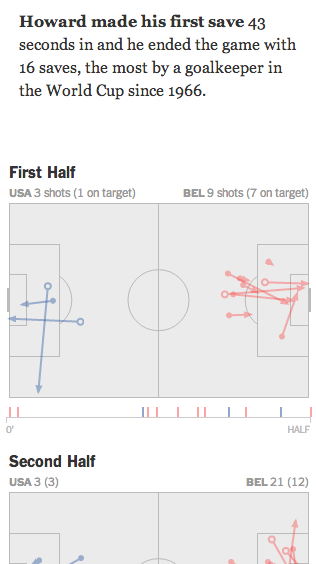 Howard made his first save 43
seconds in and he ended the game with
16 saves, the most by a goalkeeper in
the World Cup since 1966.
First Half
USA 3 shots (1 on target) BEL 9 shots (7 on target)
0' HALF
Second Half
USA 3 (3) BEL 21 (12)